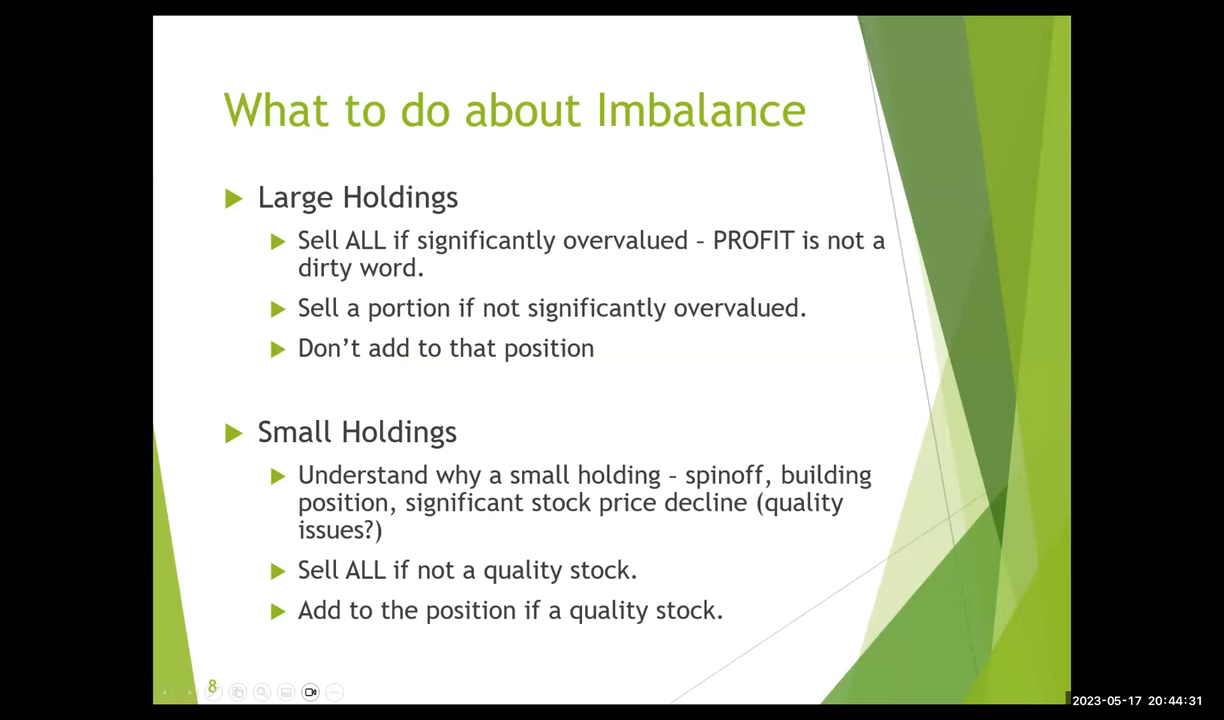 What to do about Imbalance
Large Holdings
Sell ALL if significantly overvalued – PROFIT is not a
dirty word.
Sell a portion if not significantly overvalued.
Don’t add to that position
Small Holdings
Understand why a small holding – spinoff, building
position, significant stock price decline (quality
issues?)
Sell ALL if not a quality stock.
Add to the position if a quality stock.
8
2023-05-17 20:44:31